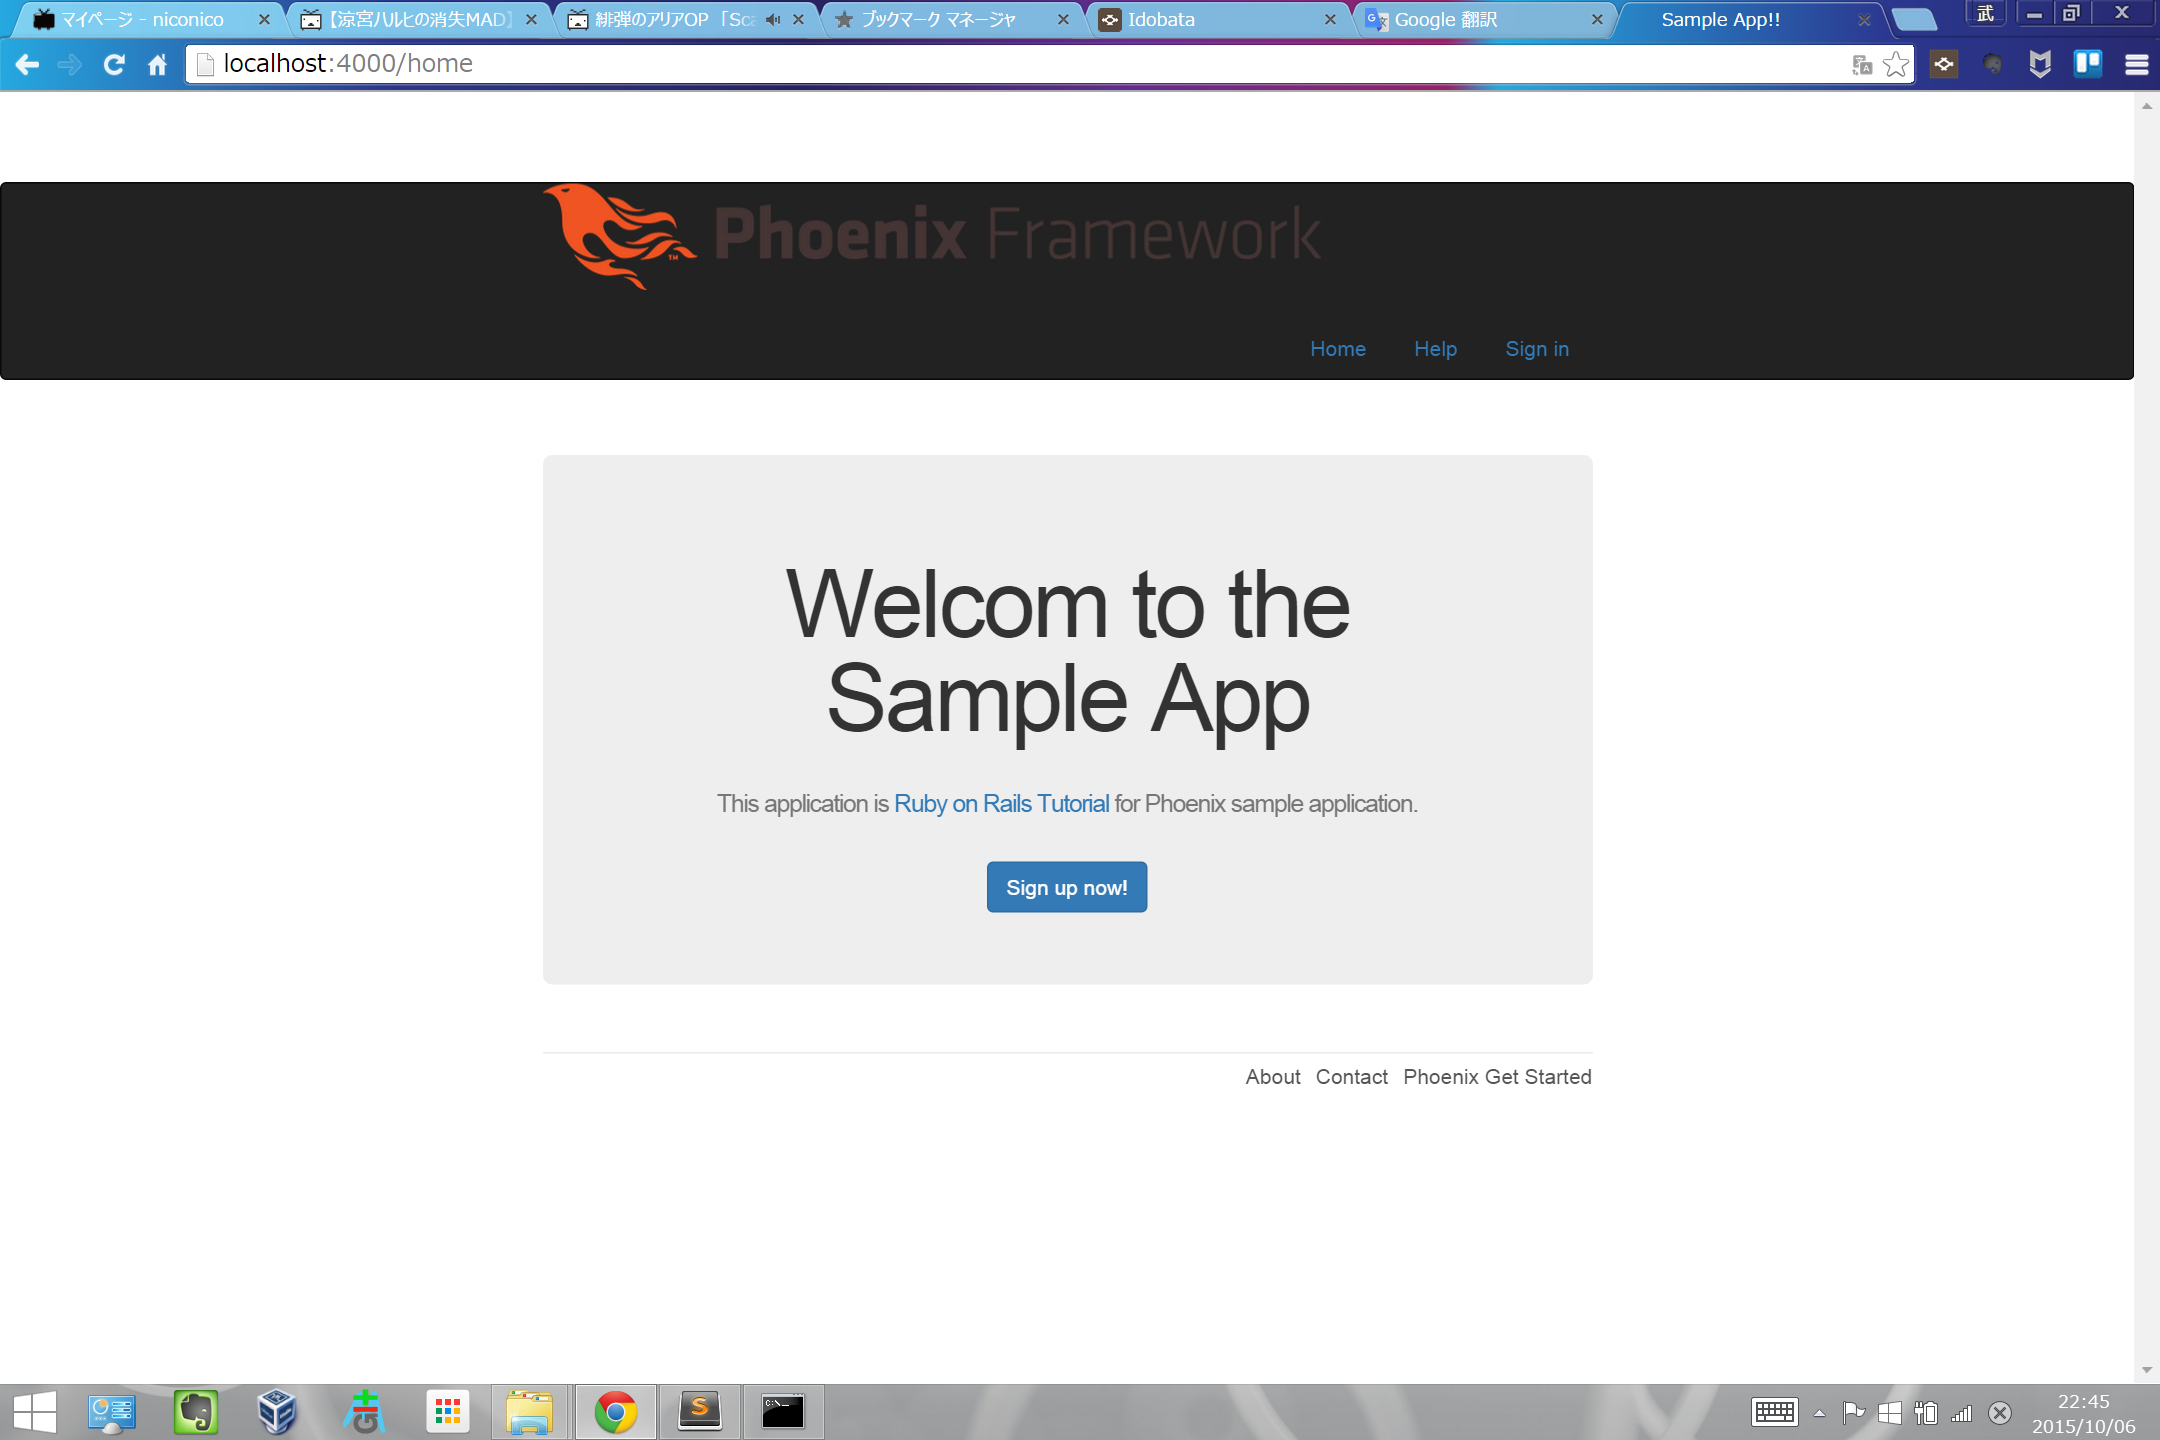 マイページ - niconico
【涼宮ハルヒの消失MAD】
緋弾のアリアOP 「Sca
ブックマーク マネージャ
Idobata
Google 翻訳
Sample App!!
武
localhost:4000/home
Phoenix Framework
TM
Home Help Sign in
Welcom to the
Sample App
This application is Ruby on Rails Tutorial for Phoenix sample application.
Sign up now!
About Contact Phoenix Get Started
22:45
2015/10/06